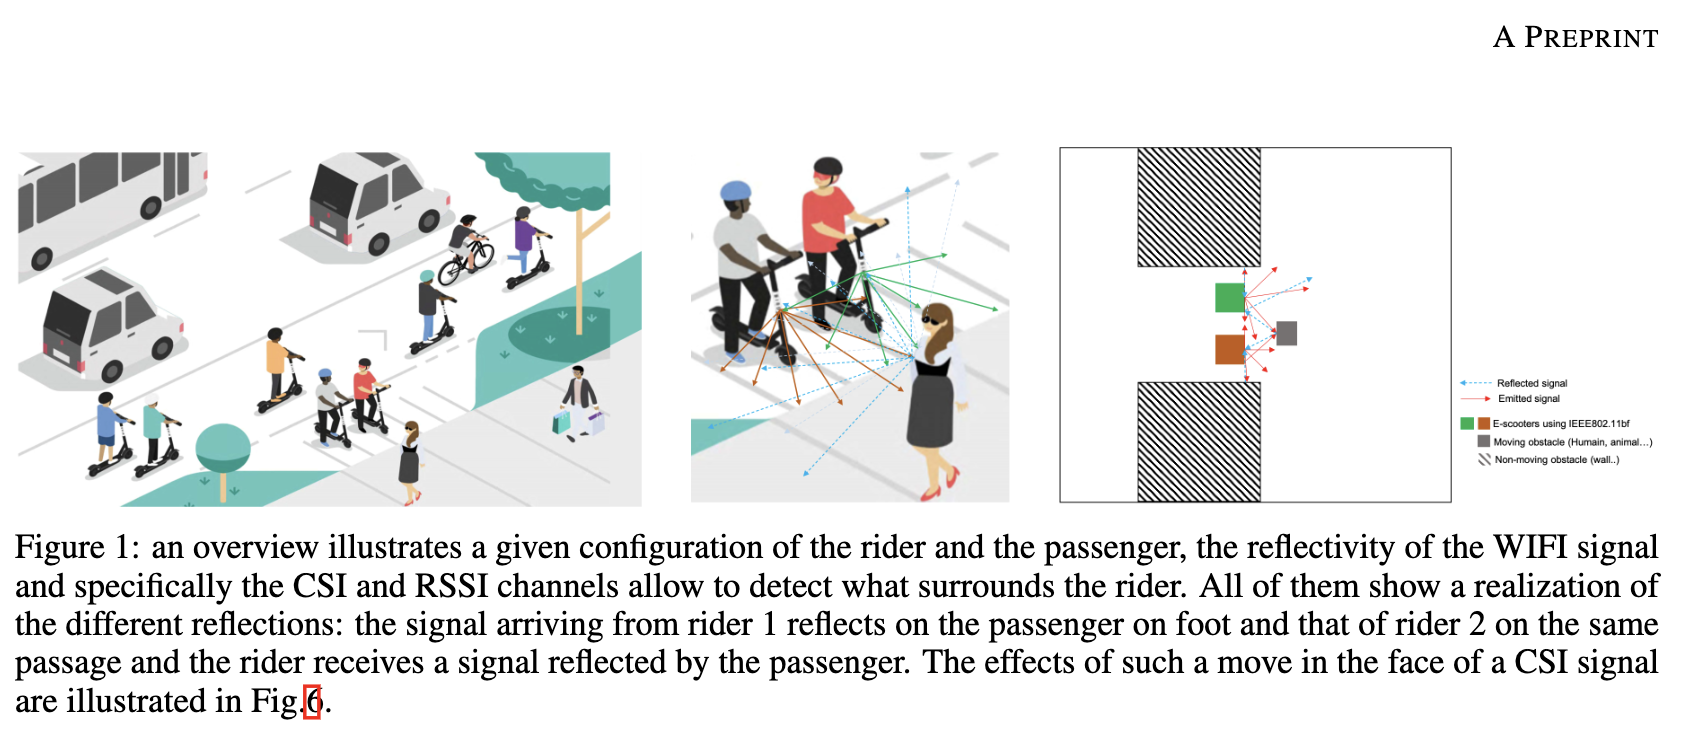 A PREPRINT
Reflected signal
Emitted signal
E-scooters using IEEE802.11bf
Moving obstacle (Humain, animal...)
Non-moving obstacle (wall..)
Figure 1: an overview illustrates a given configuration of the rider and the passenger, the reflectivity of the WIFI signal
and specifically the CSI and RSSI channels allow to detect what surrounds the rider. All of them show a realization of
the different reflections: the signal arriving from rider 1 reflects on the passenger on foot and that of rider 2 on the same
passage and the rider receives a signal reflected by the passenger. The effects of such a move in the face of a CSI signal
are illustrated in Fig.6.